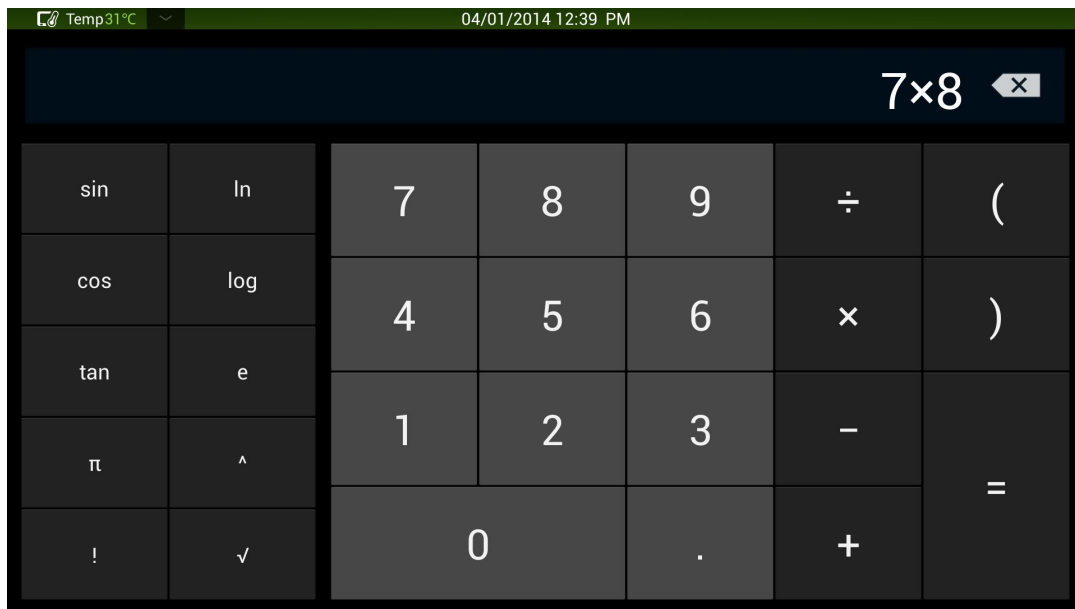 Temp31℃ 04/01/2014 12:39 PM
7×8
sin ln 7 8 9 ÷ (
cos log 4 5 6 × )
tan e 1 2 3 − =
π ^
! √ 0 . +